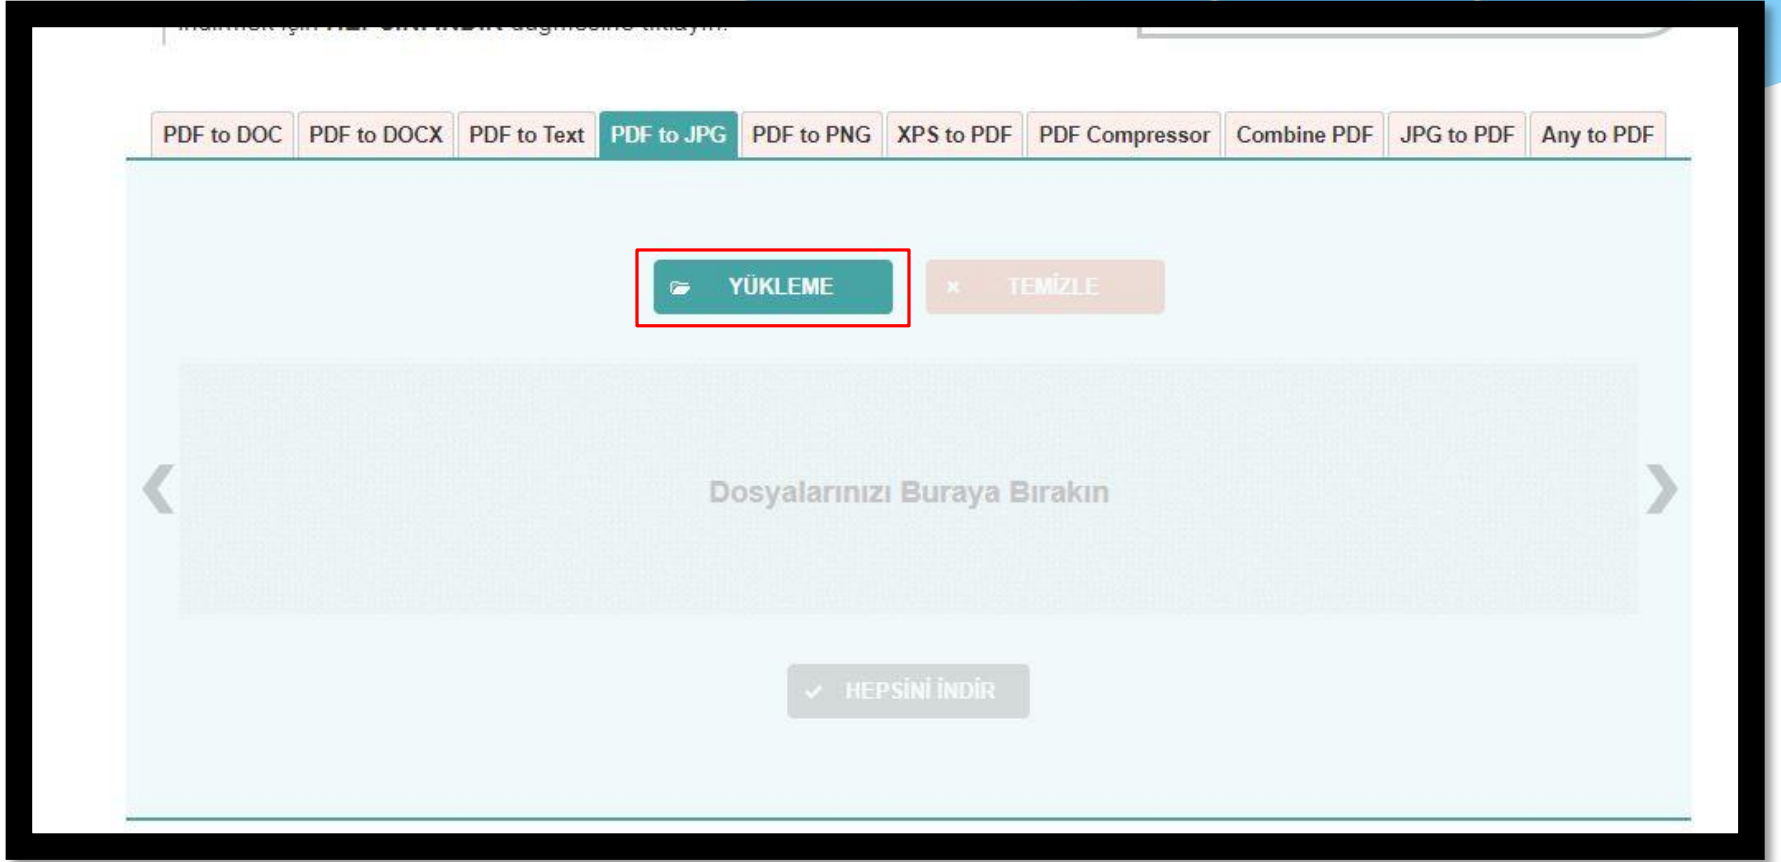 PDF to DOC PDF to DOCX PDF to Text PDF to JPG PDF to PNG XPS to PDF PDF Compressor Combine PDF JPG to PDF Any to PDF
YÜKLEME TEMİZLE
Dosyalarınızı Buraya Bırakın
HEPSİNİ İNDİR